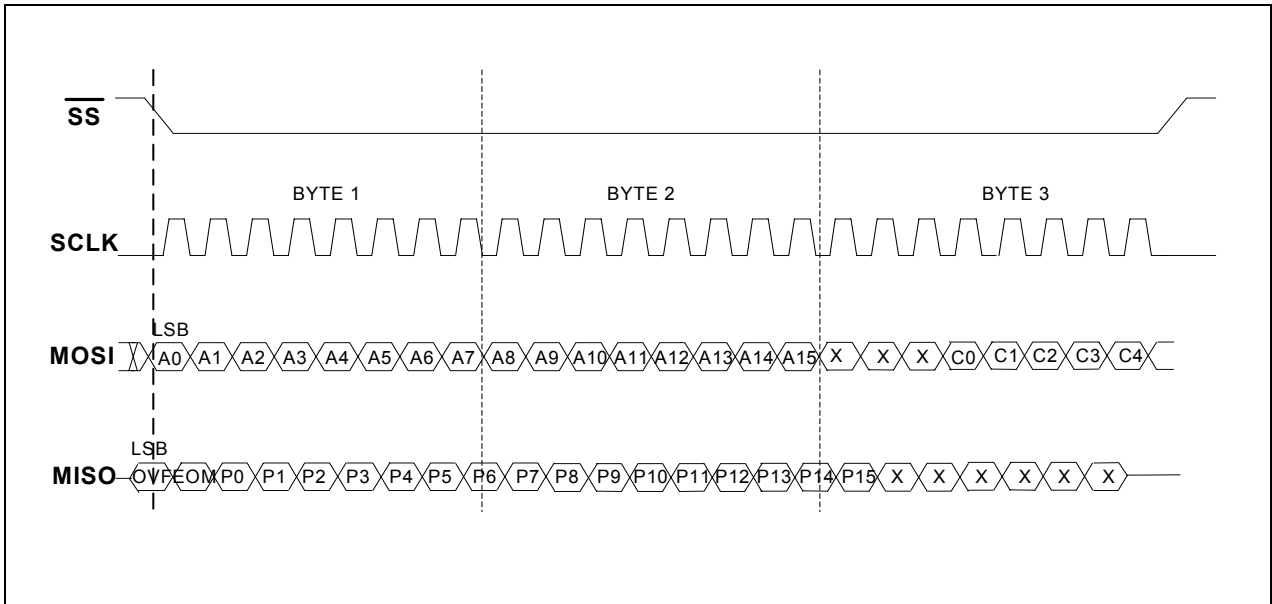 SS
BYTE 1 BYTE 2 BYTE 3
SCLK
LSB
MOSI A0 A1 A2 A3 A4 A5 A6 A7 A8 A9 A10 A11 A12 A13 A14 A15 X X X C0 C1 C2 C3 C4
LSB
MISO OVF EOM P0 P1 P2 P3 P4 P5 P6 P7 P8 P9 P10 P11 P12 P13 P14 P15 X X X X X X